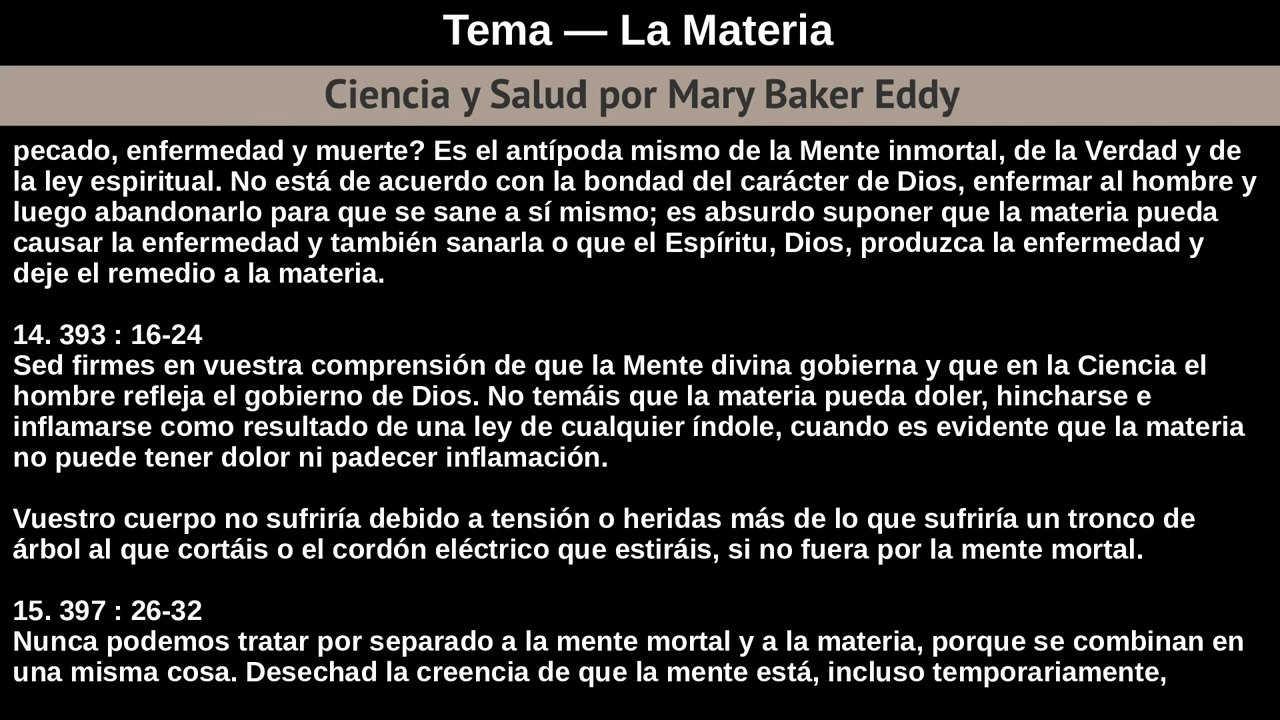 Tema — La Materia
Ciencia y Salud por Mary Baker Eddy
pecado, enfermedad y muerte? Es el antípoda mismo de la Mente inmortal, de la Verdad y de
la ley espiritual. No está de acuerdo con la bondad del carácter de Dios, enfermar al hombre y
luego abandonarlo para que se sane a sí mismo; es absurdo suponer que la materia pueda
causar la enfermedad y también sanarla o que el Espíritu, Dios, produzca la enfermedad y
deje el remedio a la materia.
14. 393 : 16-24
Sed firmes en vuestra comprensión de que la Mente divina gobierna y que en la Ciencia el
hombre refleja el gobierno de Dios. No temáis que la materia pueda doler, hincharse e
inflamarse como resultado de una ley de cualquier índole, cuando es evidente que la materia
no puede tener dolor ni padecer inflamación.
Vuestro cuerpo no sufriría debido a tensión o heridas más de lo que sufriría un tronco de
árbol al que cortáis o el cordón eléctrico que estiráis, si no fuera por la mente mortal.
15. 397 : 26-32
Nunca podemos tratar por separado a la mente mortal y a la materia, porque se combinan en
una misma cosa. Desechad la creencia de que la mente está, incluso temporariamente,